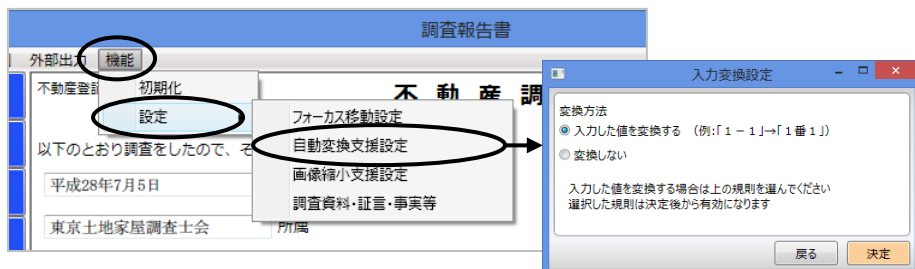 調査報告書
外部出力 機能
不動産登
不動産調
初期化
設定
フォーカス移動設定
自動変換支援設定
画像縮小支援設定
調査資料・証言・事実等
以下のとおり調査をしたので、そ
平成28年7月5日
東京土地家屋調査士会 所属
入力変換設定
変換方法
入力した値を変換する (例:「1-1」→「1番1」)
変換しない
入力した値を変換する場合は上の規則を選んでください
選択した規則は決定後から有効になります
戻る 決定